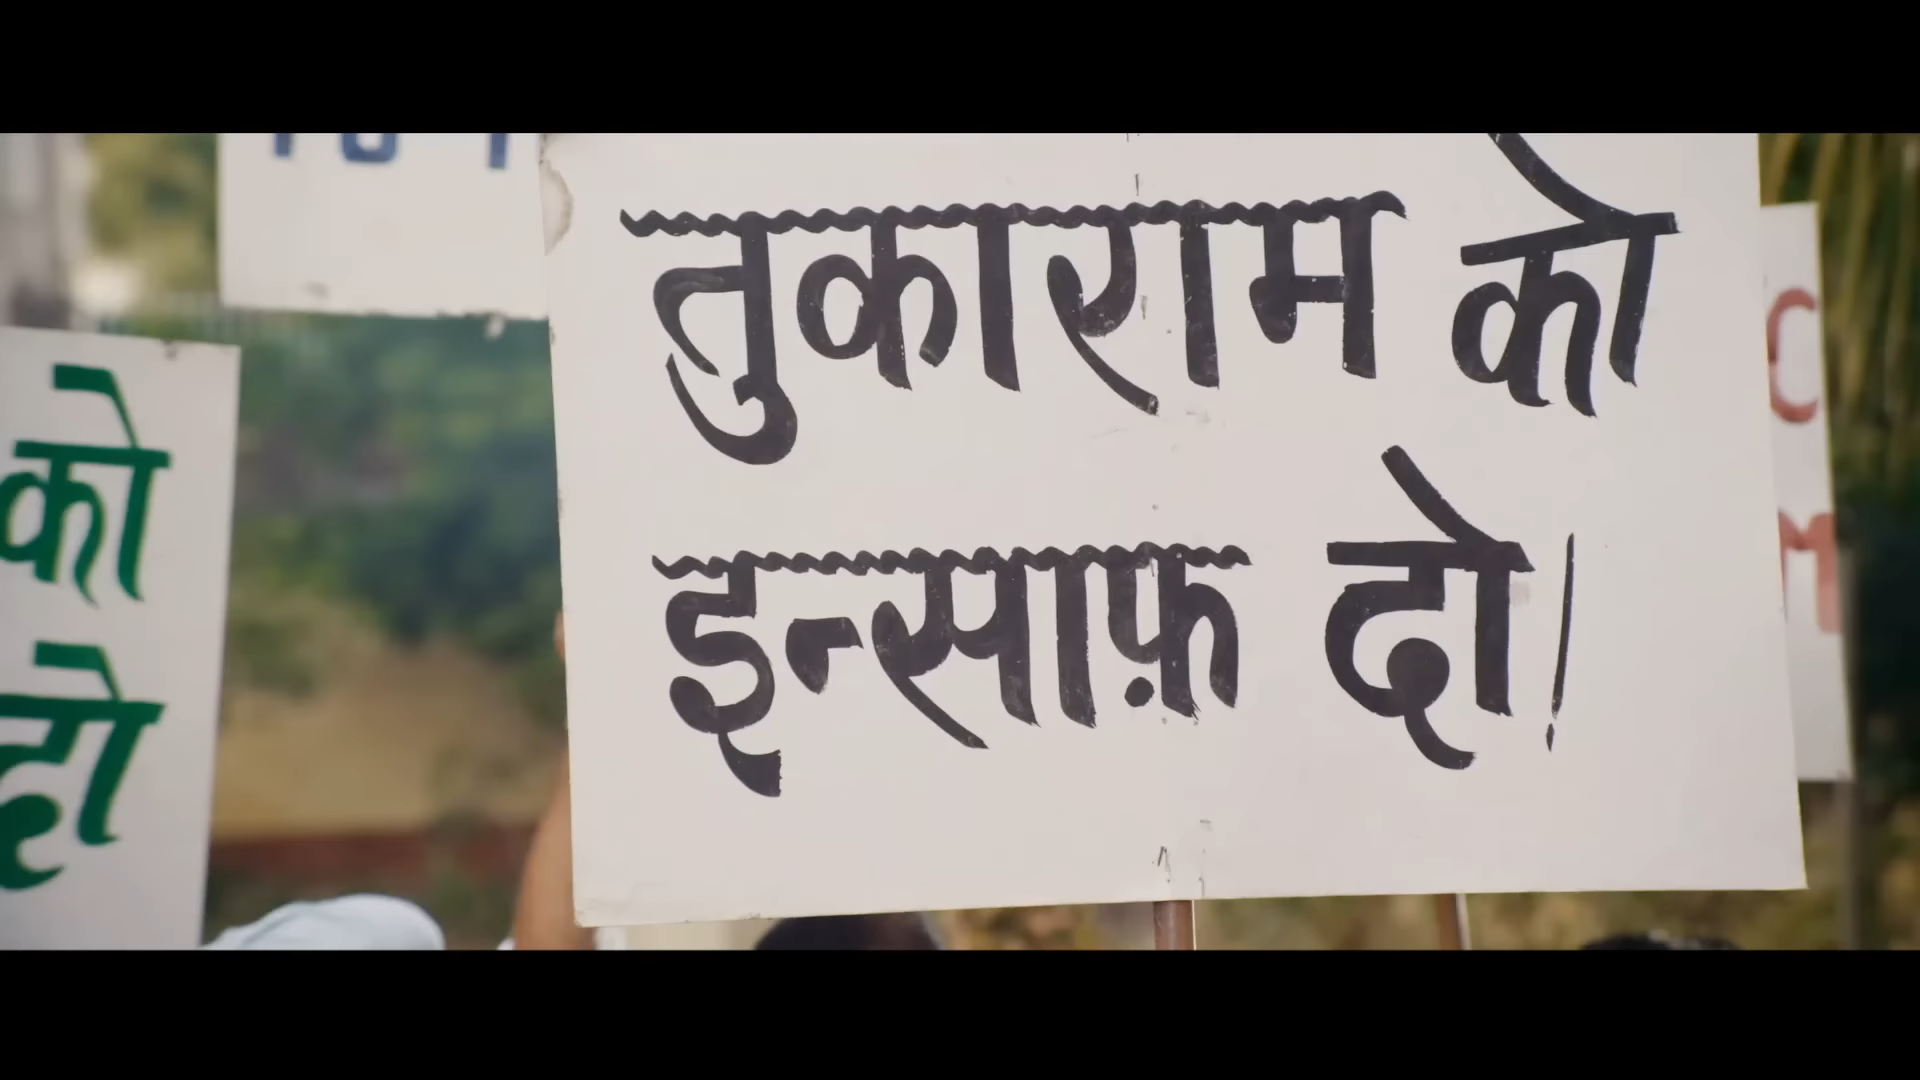 तुकाराम को
इन्साफ़ दो!
को
दो